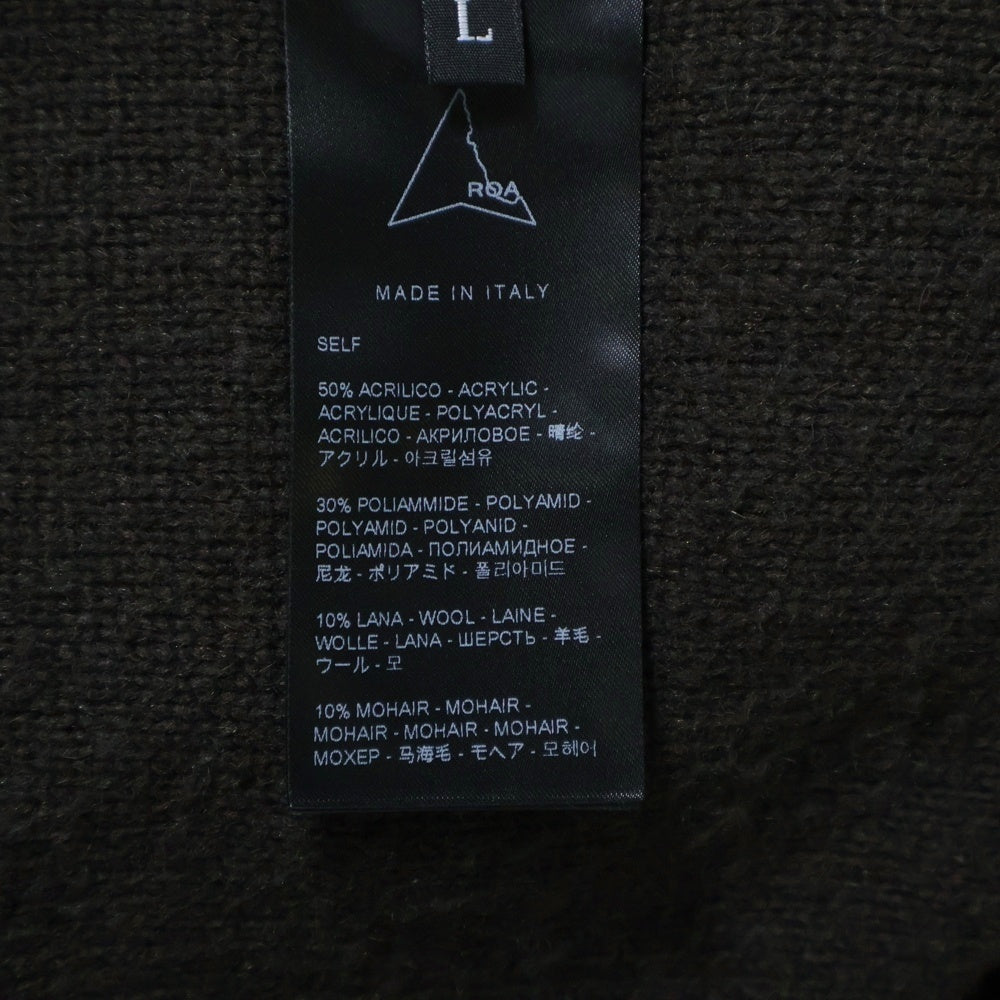 L
ROA
MADE IN ITALY
SELF
50% ACRILICO - ACRYLIC -
ACRYLIQUE - POLYACRYL -
ACRILICO - АКРИЛОВОЕ - 晴纶 -
アクリル - 아크릴섬유
30% POLIAMMIDE - POLYAMID -
POLYAMID - POLYANID -
POLIAMIDA - ПОЛИАМИДНОЕ -
尼龙 - ポリアミド - 폴리아미드
10% LANA - WOOL - LAINE -
WOLLE - LANA - ШЕРСТЬ - 羊毛 -
ウール - 모
10% MOHAIR - MOHAIR -
MOHAIR - MOHAIR - MOHAIR -
МОХЕР - 马海毛 - モヘア - 모헤어